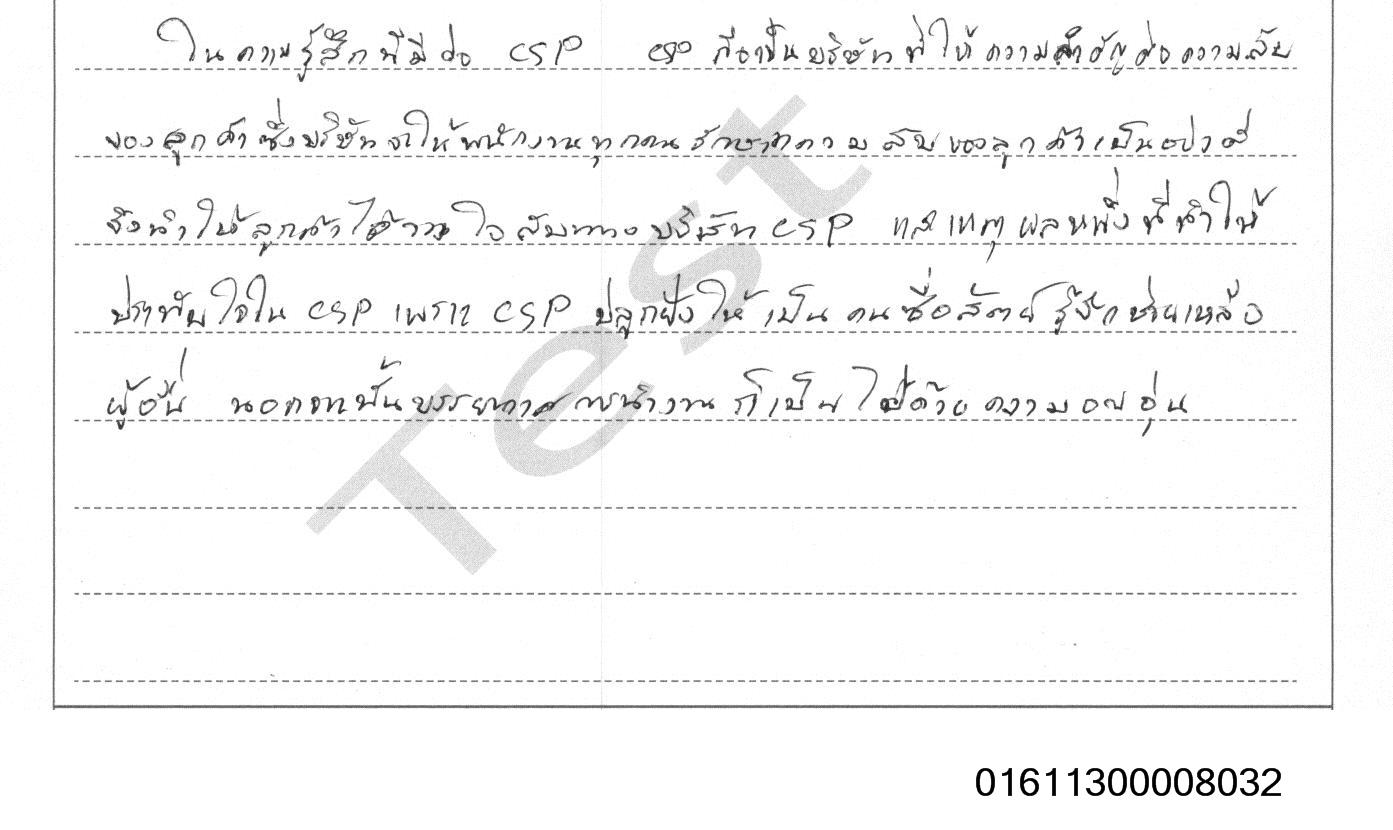 ในความรู้สึกที่มีต่อ CSP CSP ถือเป็นบริษัทที่ให้ความสำคัญต่อความลับ
ของลูกค้าซึ่งบริษัทจะให้พนักงานทุกคนรักษาความลับของลูกค้าเป็นอย่างดี
จึงทำให้ลูกค้าไว้วางใจกับทางบริษัท CSP และเหตุผลหนึ่งที่ทำให้
ประทับใจใน CSP เพราะ CSP ปลูกฝังให้เป็นคนซื่อสัตย์ รู้จักช่วยเหลือ
ผู้อื่น นอกจากนั้นบรรยากาศการทำงานก็เป็นไปด้วยความอบอุ่น
Test
01611300008032